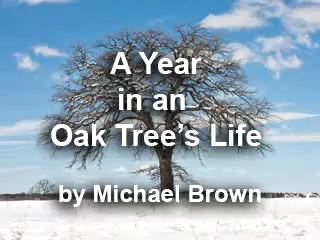 A Year
in an
Oak Tree’s Life
by Michael Brown